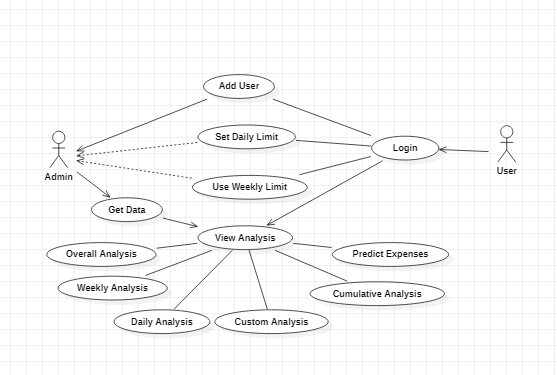 Add User
Set Daily Limit
Login
Admin
User
Use Weekly Limit
Get Data
View Analysis
Overall Analysis
Predict Expenses
Weekly Analysis
Cumulative Analysis
Daily Analysis
Custom Analysis